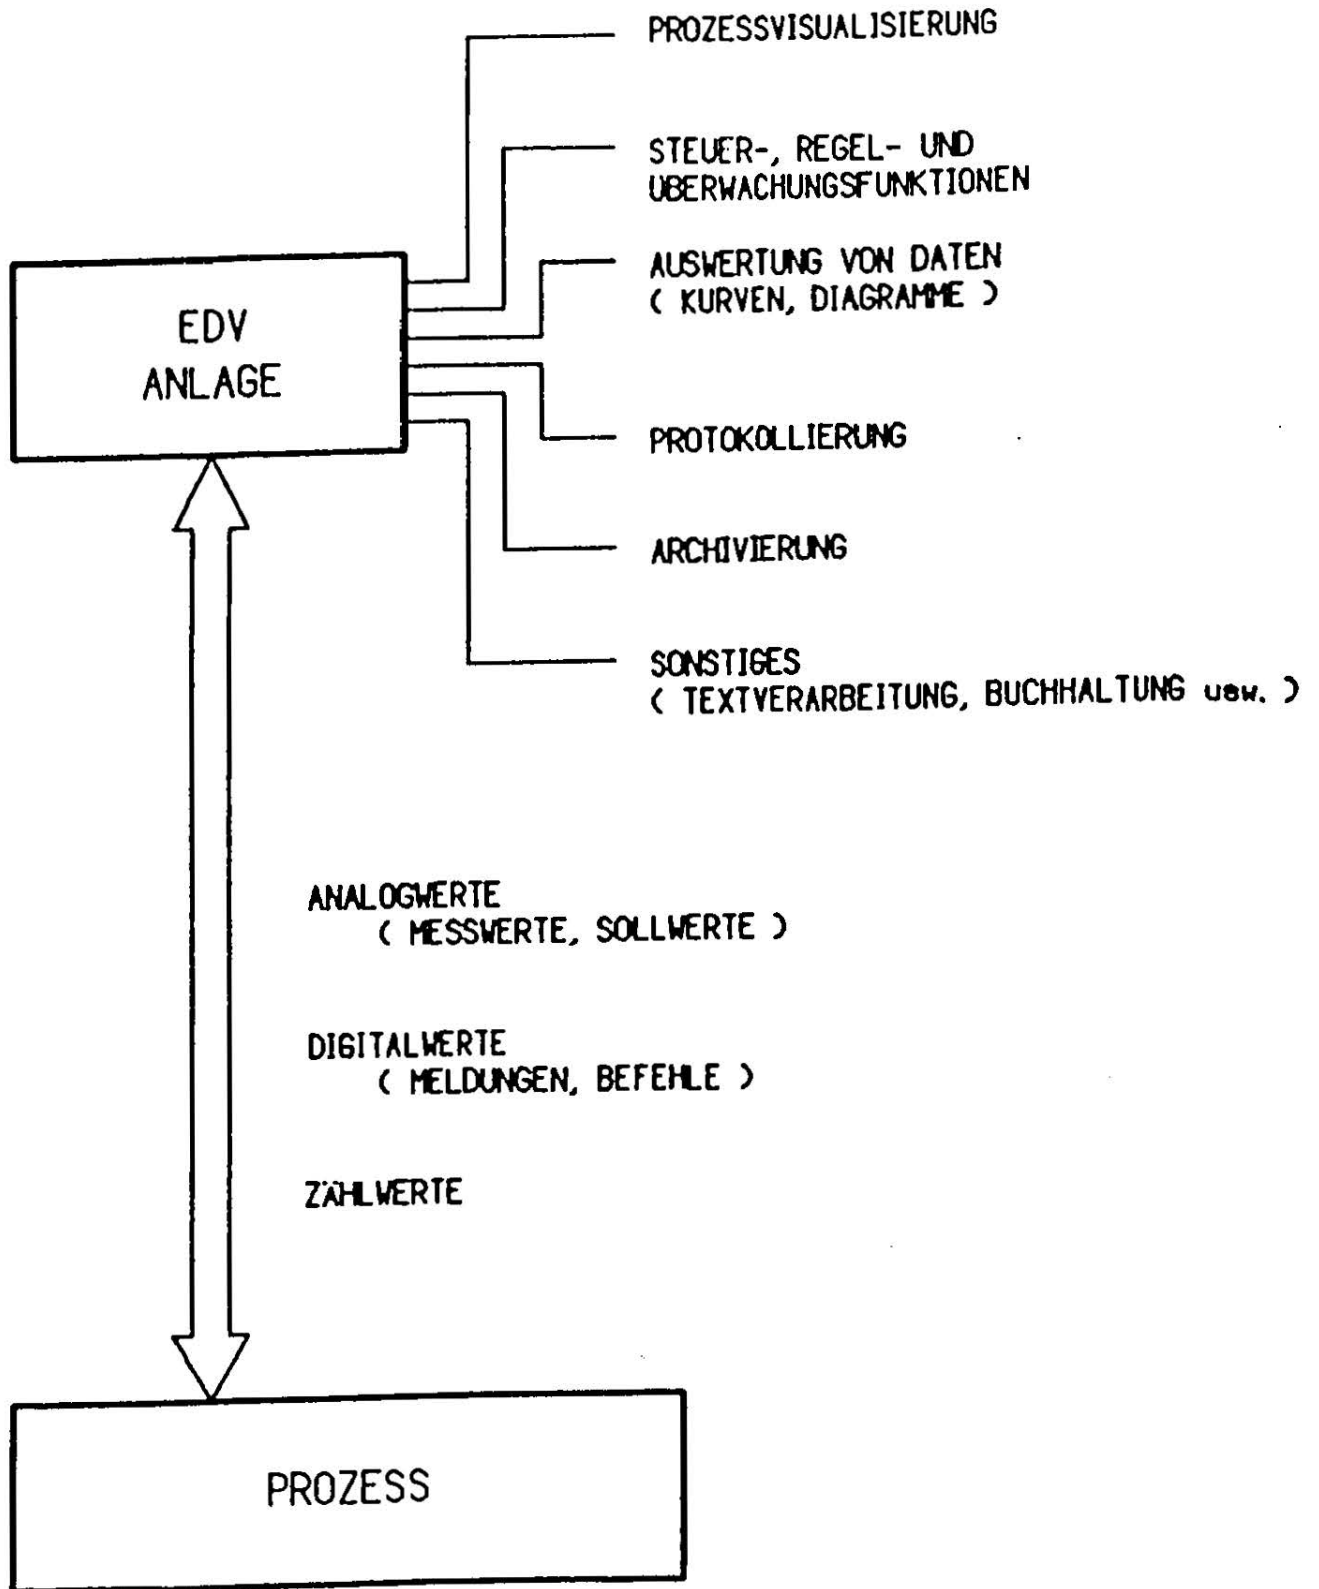 PROZESSVISUALISIERUNG
STEUER-, REGEL- UND
ÜBERWACHUNGSFUNKTIONEN
AUSWERTUNG VON DATEN
( KURVEN, DIAGRAMME )
EDV
ANLAGE
PROTOKOLLIERUNG
ARCHIVIERUNG
SONSTIGES
( TEXTVERARBEITUNG, BUCHHALTUNG usw. )
ANALOGWERTE
( MESSWERTE, SOLLWERTE )
DIGITALWERTE
( MELDUNGEN, BEFEHLE )
ZÄHLWERTE
PROZESS